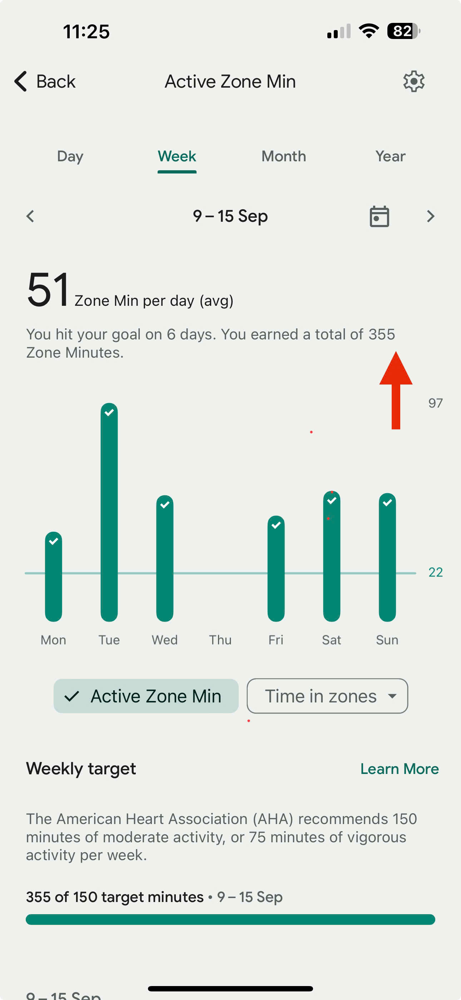 11:25
82
Back
Active Zone Min
Day
Week
Month
Year
9 – 15 Sep
51 Zone Min per day (avg)
You hit your goal on 6 days. You earned a total of 355
Zone Minutes.
97
22
Mon
Tue
Wed
Thu
Fri
Sat
Sun
Active Zone Min
Time in zones
Weekly target
Learn More
The American Heart Association (AHA) recommends 150
minutes of moderate activity, or 75 minutes of vigorous
activity per week.
355 of 150 target minutes • 9 – 15 Sep
9 – 15 Sep